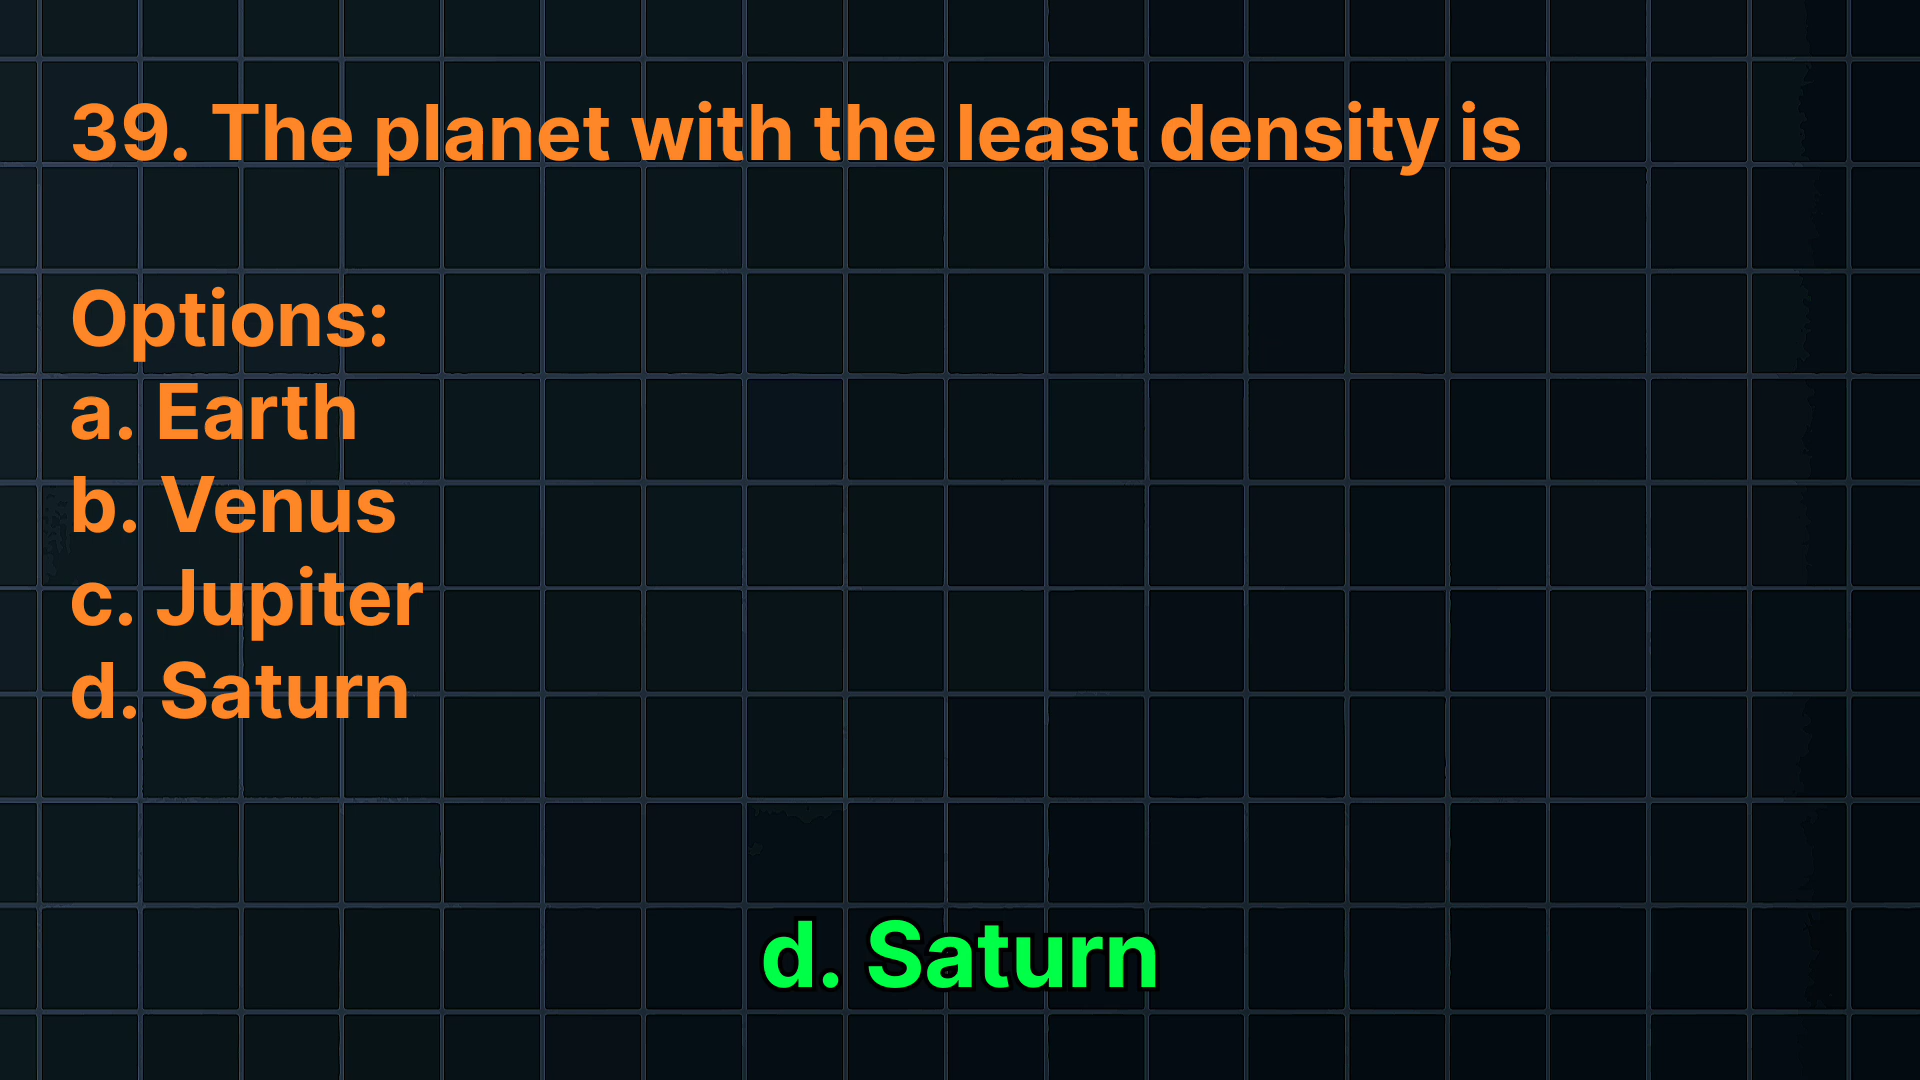 39. The planet with the least density is
Options:
a. Earth
b. Venus
c. Jupiter
d. Saturn
d. Saturn